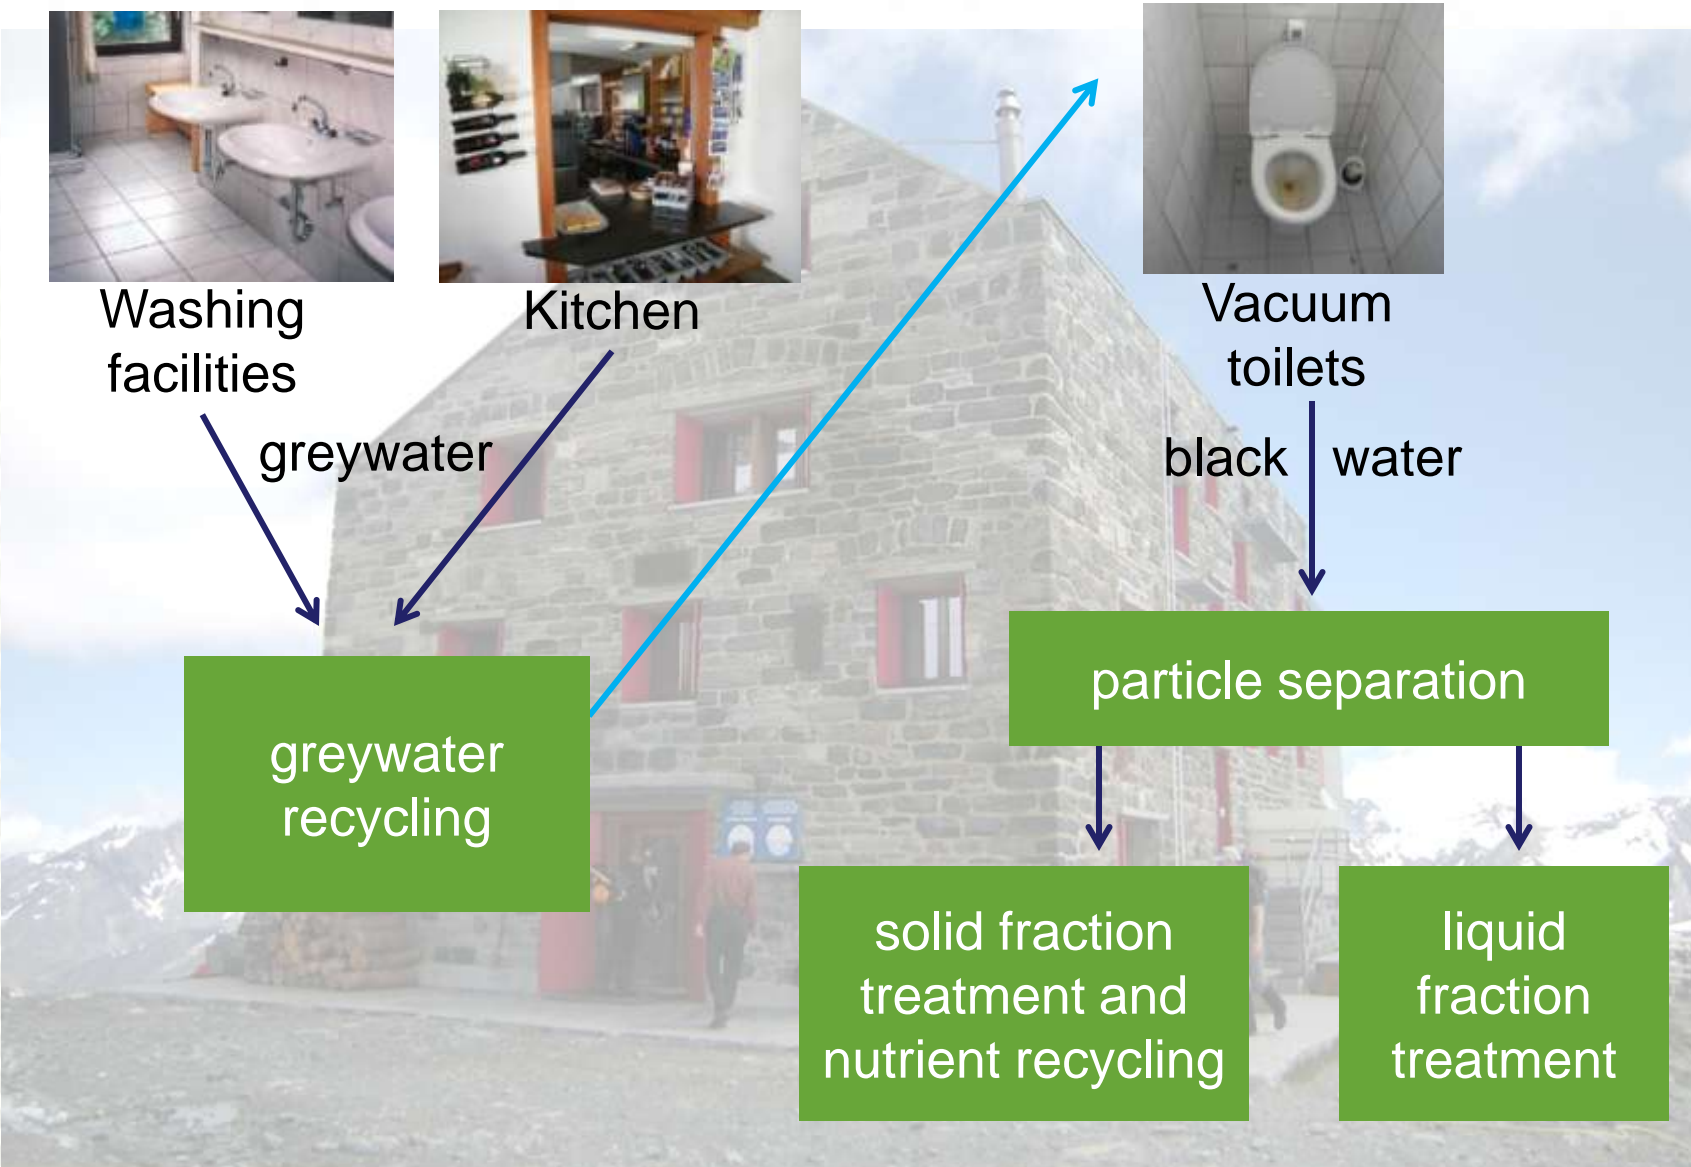 Washing
facilities
Kitchen
Vacuum
toilets
greywater
black water
greywater
recycling
particle separation
solid fraction
treatment and
nutrient recycling
liquid
fraction
treatment